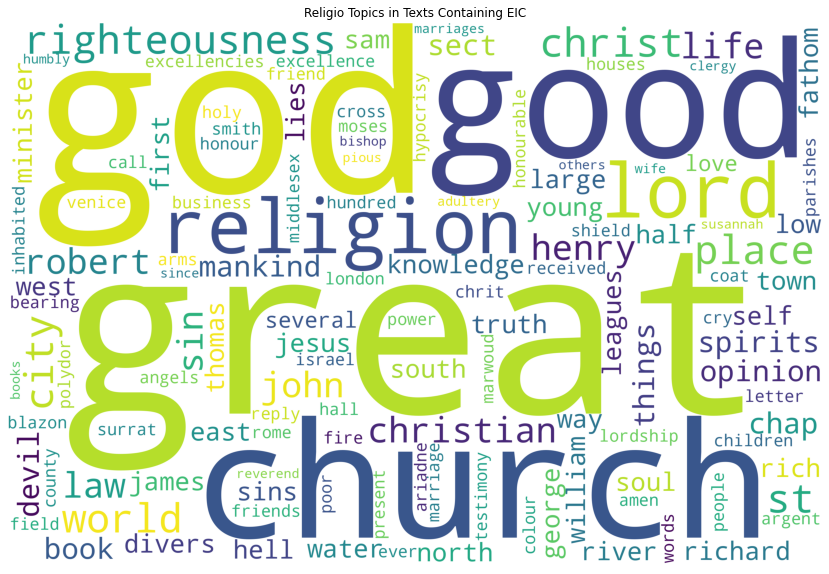 Religio Topics in Texts Containing EIC
humbly
righteousness
marriages
sam
sect
christ
life
houses
clergy
fathom
excellencies
excellence
friend
god
good
minister
first
lies
holy
smith
honour
cross
moses
bishop
pious
hypocrisy
honourable
others
wife
call
venice
business
middlesex
hundred
adultery
large
love
young
lord
parishes
low
inhabited
religion
shield
susannah
henry
half
place
robert
arms
since
mankind
london
knowledge
received
coat
town
west
bearing
chrit
great
several
power
truth
leagues
cry
self
city
sin
thomas
jesus
israel
south
marwoud
things
spirits
opinion
books
polydor
angels
john
letter
blazon
surrat
east
reply
rome
hall
fire
christian
way
lordship
chap
children
devil
county
law
james
sins
reverend
church
poor
present
ariadne
marriage
testimony
william
soul
amen
people
rich
st
field
world
friends
colour
george
words
argent
book
divers
hell
water
ever
north
river
richard